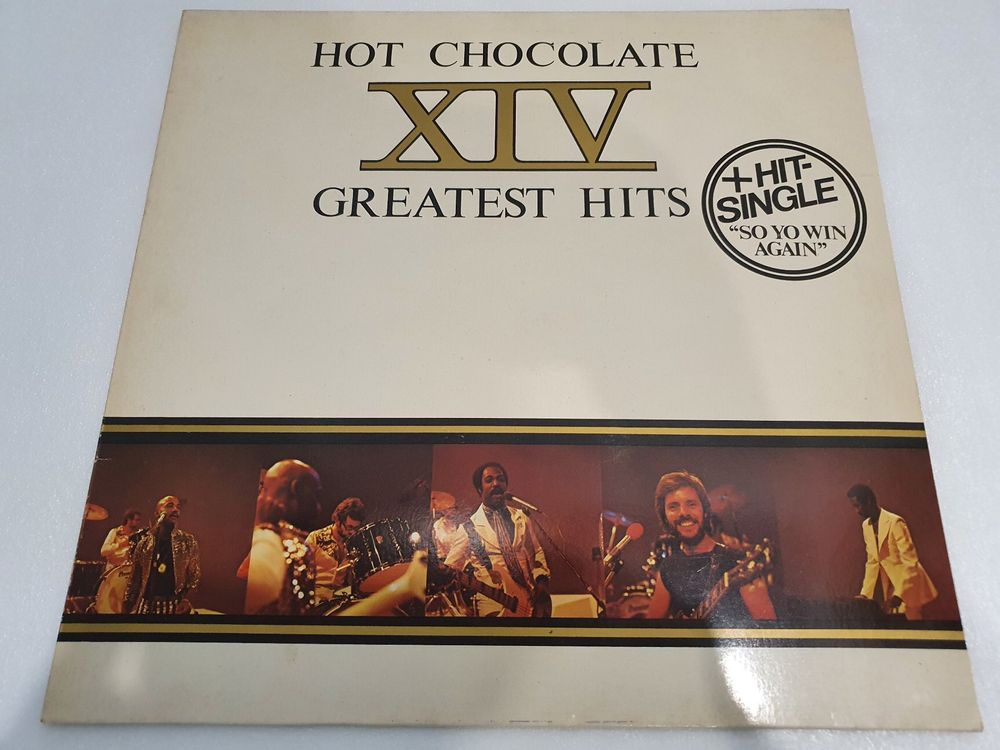 HOT CHOCOLATE
XIV
GREATEST HITS
+HIT-
SINGLE
“SO YO WIN
AGAIN”